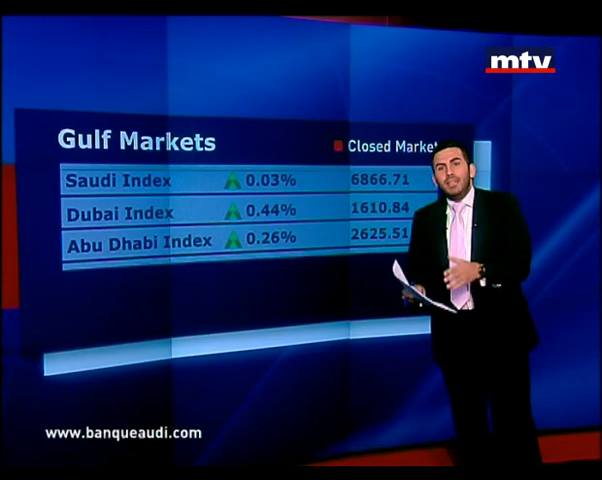 mtv
Gulf Markets
Closed Market
Saudi Index 0.03% 6866.71
Dubai Index 0.44% 1610.84
Abu Dhabi Index 0.26% 2625.51
www.banqueaudi.com